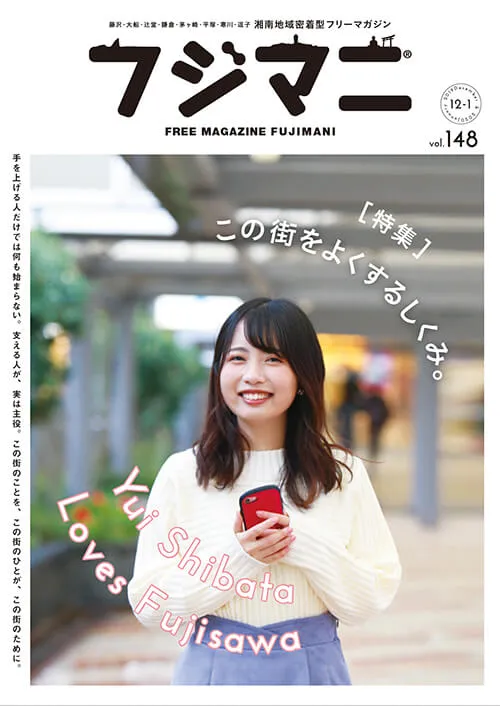 藤沢・大船・辻堂・鎌倉・茅ヶ崎・平塚・寒川・逗子 湘南地域密着型フリーマガジン
フジマニ®
FREE MAGAZINE FUJIMANI
12-1
vol.148
[特集]
この街をよくするしくみ。
手を上げる人だけでは何も始まらない。支える人が、実は主役。この街のことを、この街のひとが、この街のために。
Yui Shibata
Loves Fujisawa